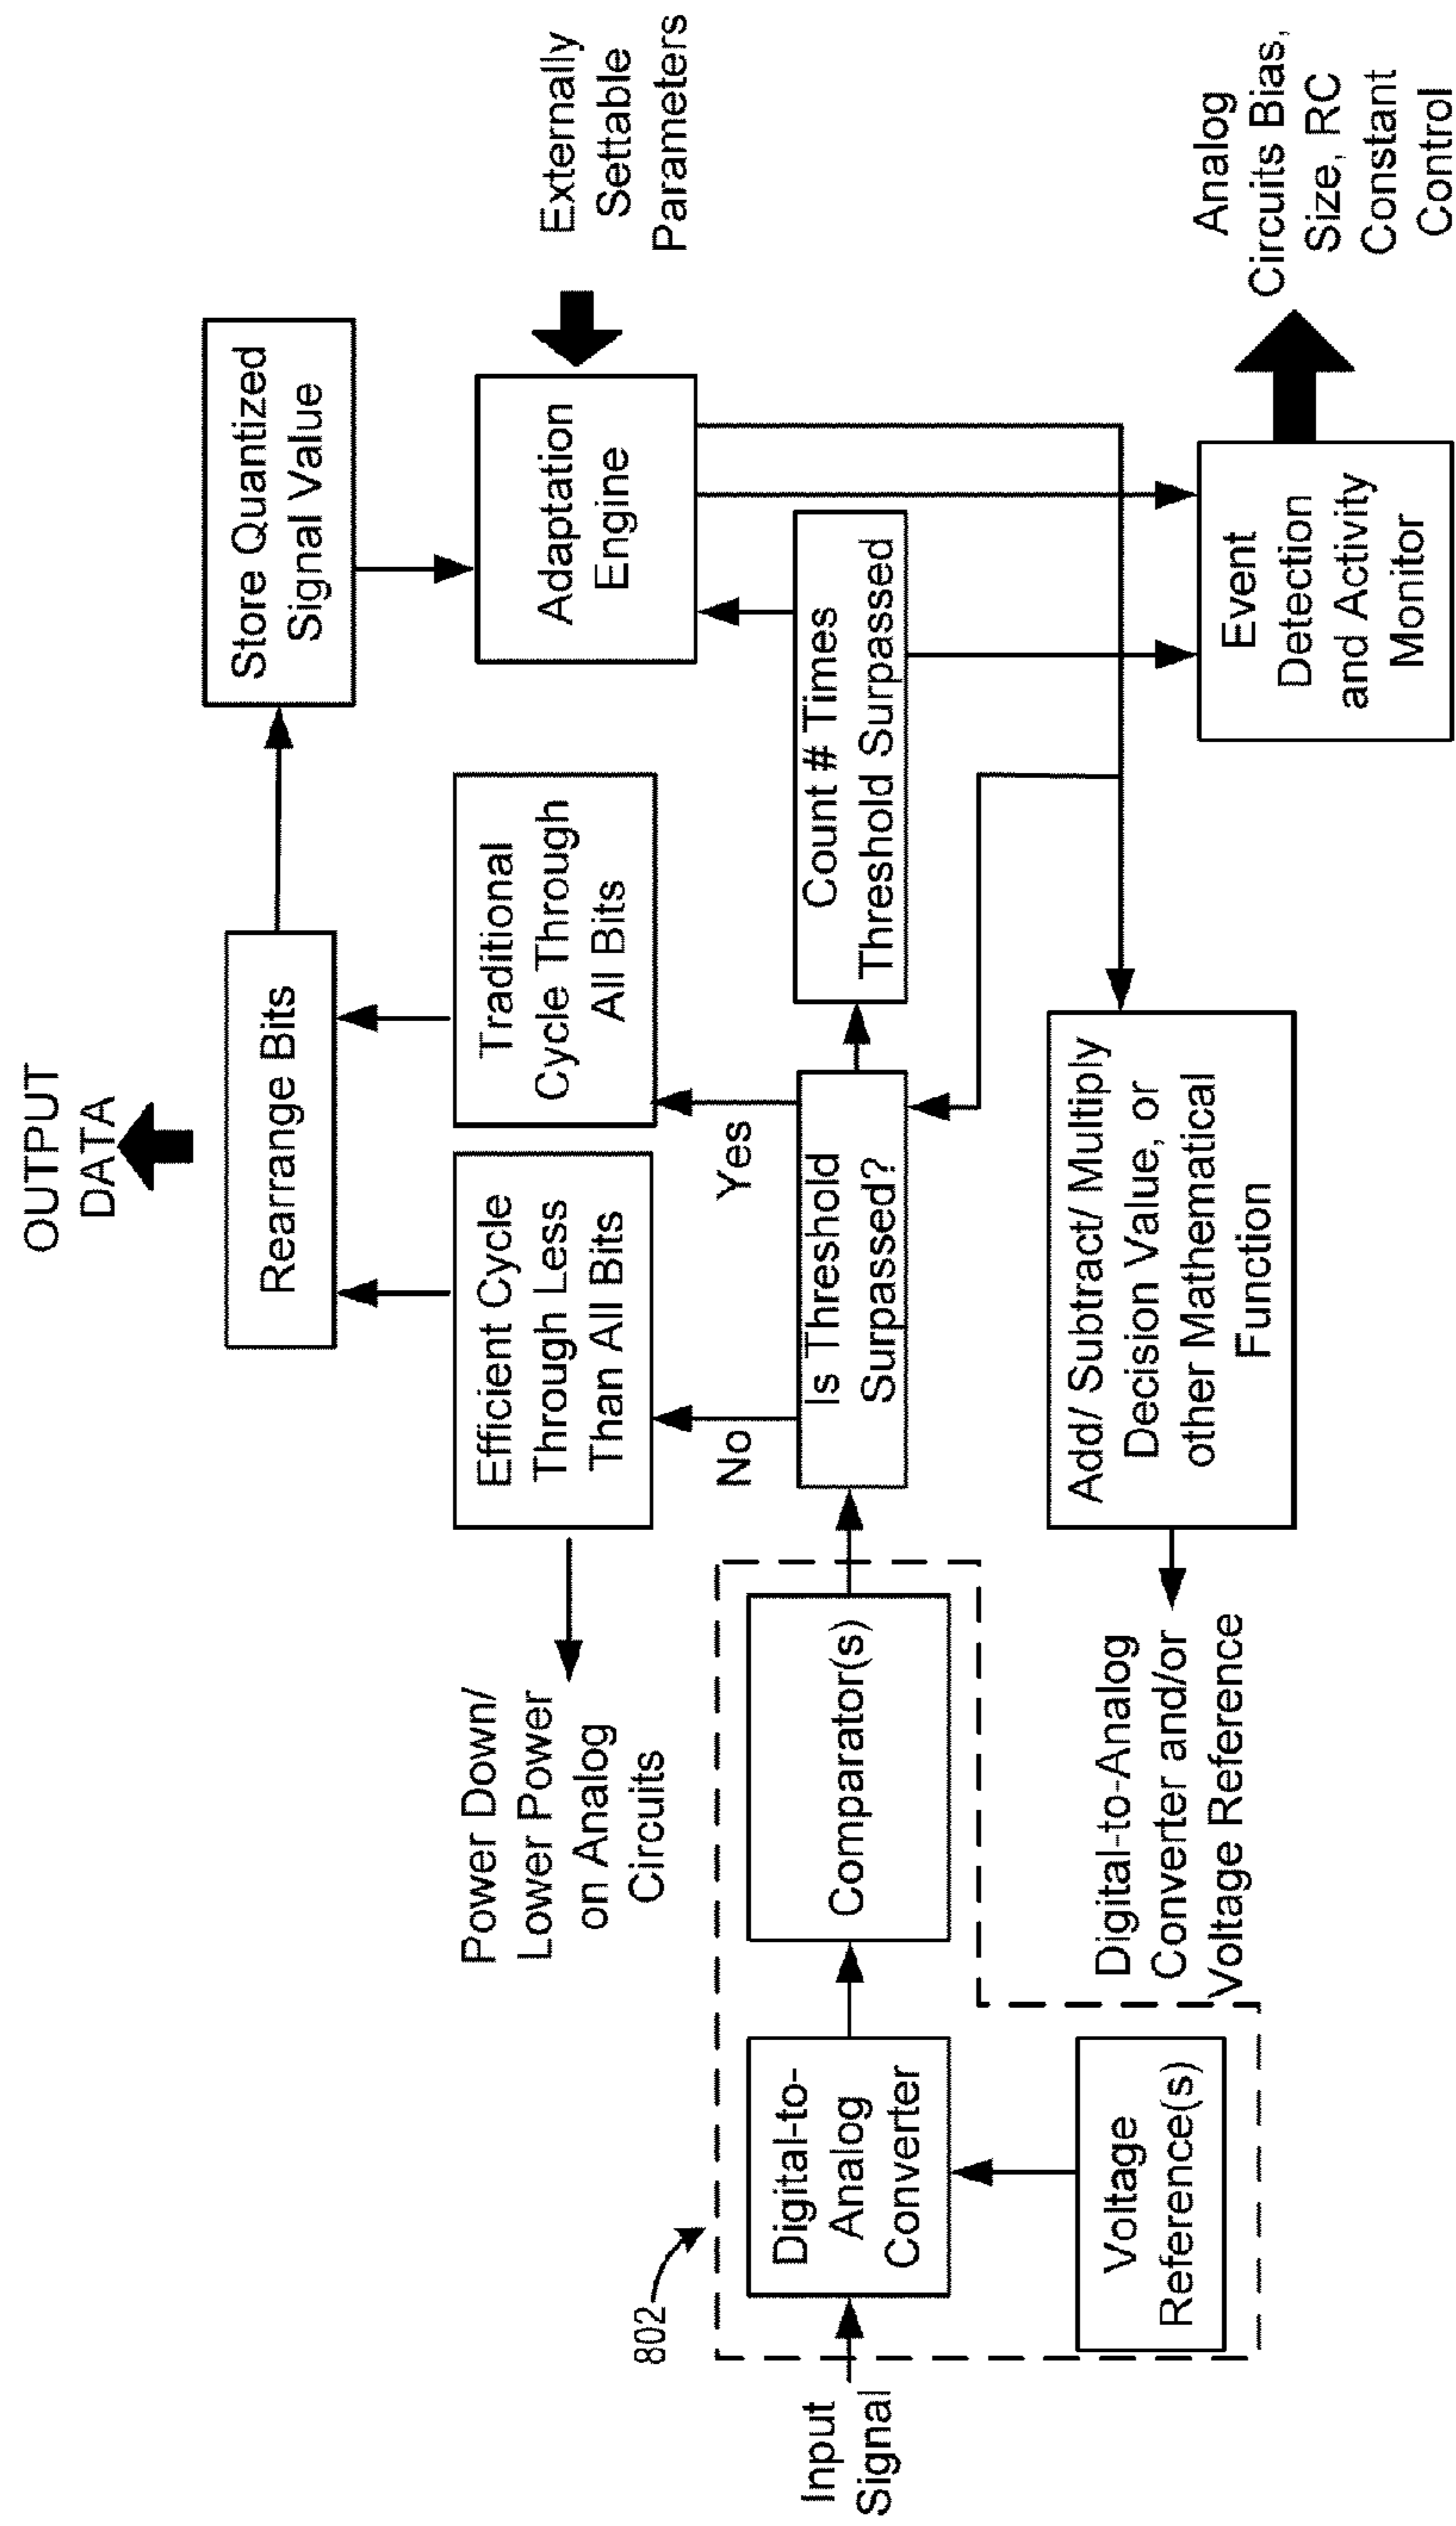 OUTPUT
DATA
Rearrange Bits
Store Quantized
Signal Value
Externally
Settable
Parameters
Power Down/
Lower Power
on Analog
Circuits
Efficient Cycle
Through Less
Than All Bits
Traditional
Cycle Through
All Bits
Adaptation
Engine
No
Yes
802
Input
Signal
Digital-to-
Analog
Converter
Comparator(s)
Is Threshold
Surpassed?
Count # Times
Threshold Surpassed
Voltage
Reference(s)
Digital-to-Analog
Converter and/or
Voltage Reference
Add/ Subtract/ Multiply
Decision Value, or
other Mathematical
Function
Event
Detection
and Activity
Monitor
Analog
Circuits Bias,
Size, RC
Constant
Control